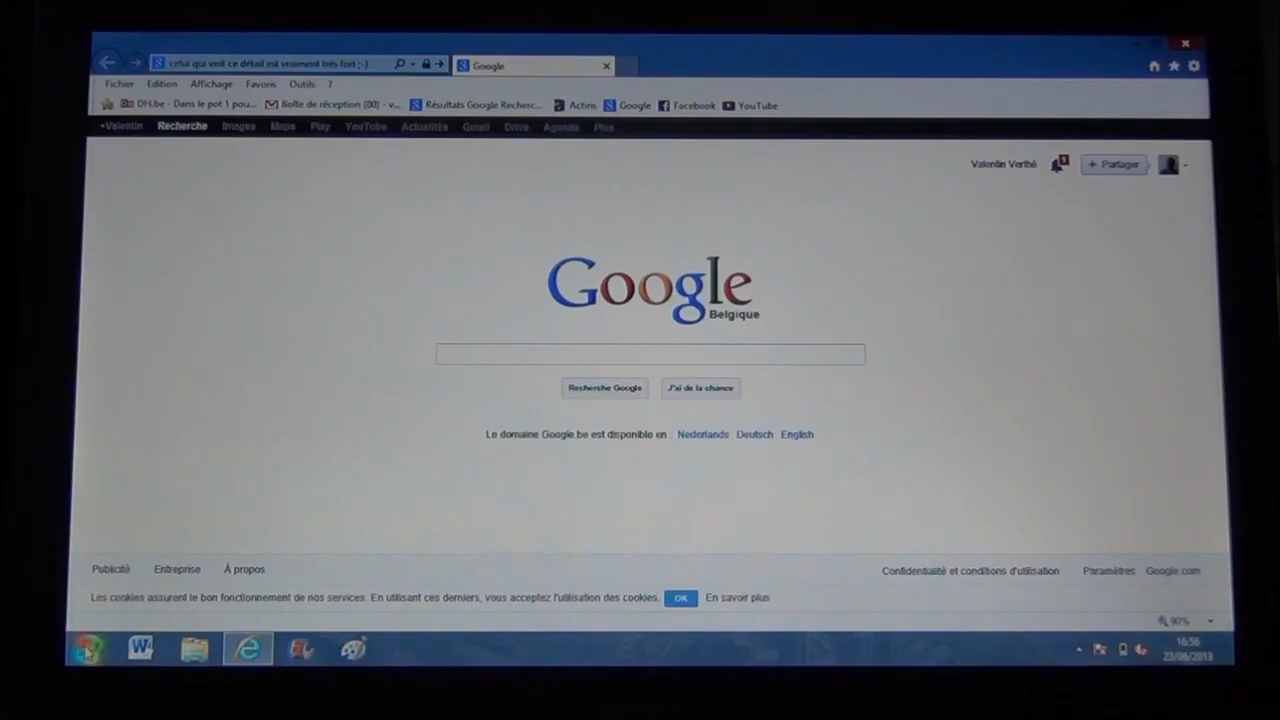 celui qui voit ce détail est vraiment très fort ;-) Google
Fichier Edition Affichage Favoris Outils ?
DH.be - Dans le pot 1 pou... Boîte de réception (00) - v... Résultats Google Recherc... Actiris Google Facebook YouTube
+Valentin Recherche Images Maps Play YouTube Actualités Gmail Drive Agenda Plus
Valentin Verthé 1 + Partager
Google
Belgique
Recherche Google J'ai de la chance
Le domaine Google.be est disponible en : Nederlands Deutsch English
Publicité Entreprise À propos Confidentialité et conditions d'utilisation Paramètres Google.com
Les cookies assurent le bon fonctionnement de nos services. En utilisant ces derniers, vous acceptez l'utilisation des cookies. OK En savoir plus
90%
16:56
23/06/2013